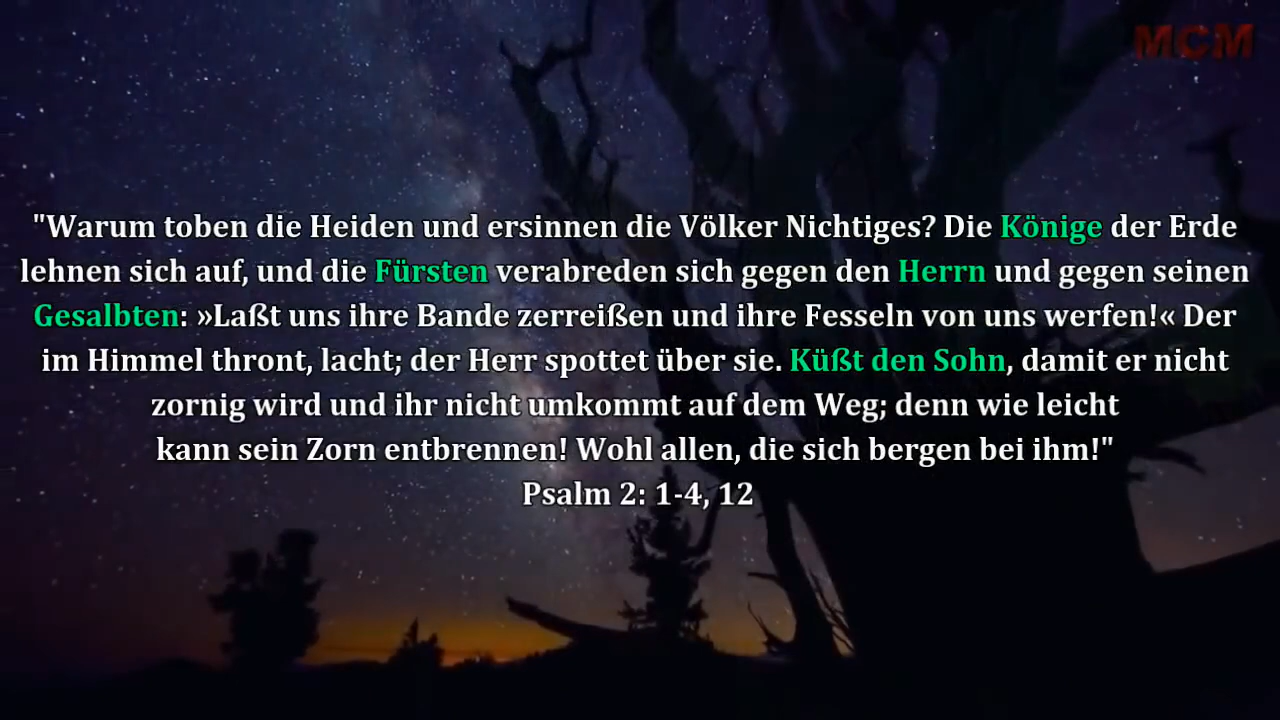 MCM
"Warum toben die Heiden und ersinnen die Völker Nichtiges? Die Könige der Erde
lehnen sich auf, und die Fürsten verabreden sich gegen den Herrn und gegen seinen
Gesalbten: »Laßt uns ihre Bande zerreißen und ihre Fesseln von uns werfen!« Der
im Himmel thront, lacht; der Herr spottet über sie. Küßt den Sohn, damit er nicht
zornig wird und ihr nicht umkommt auf dem Weg; denn wie leicht
kann sein Zorn entbrennen! Wohl allen, die sich bergen bei ihm!"
Psalm 2: 1-4, 12